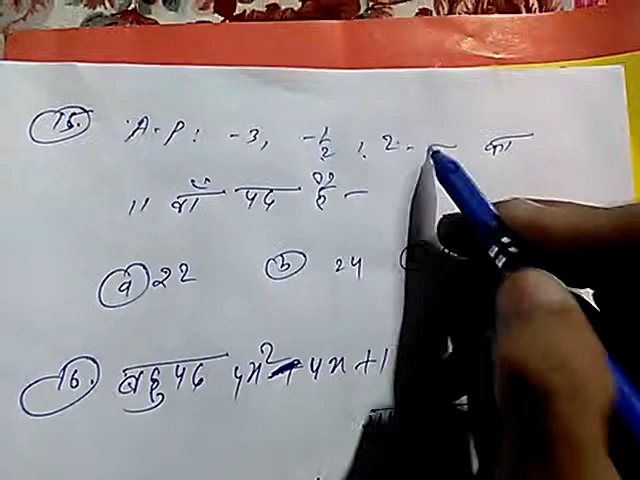 15. A.P: -3, -1/2, 2 - - का
11 वाँ पद है -
(a) 22 (b) 24
16. बहुपद 4x² - 4x + 1